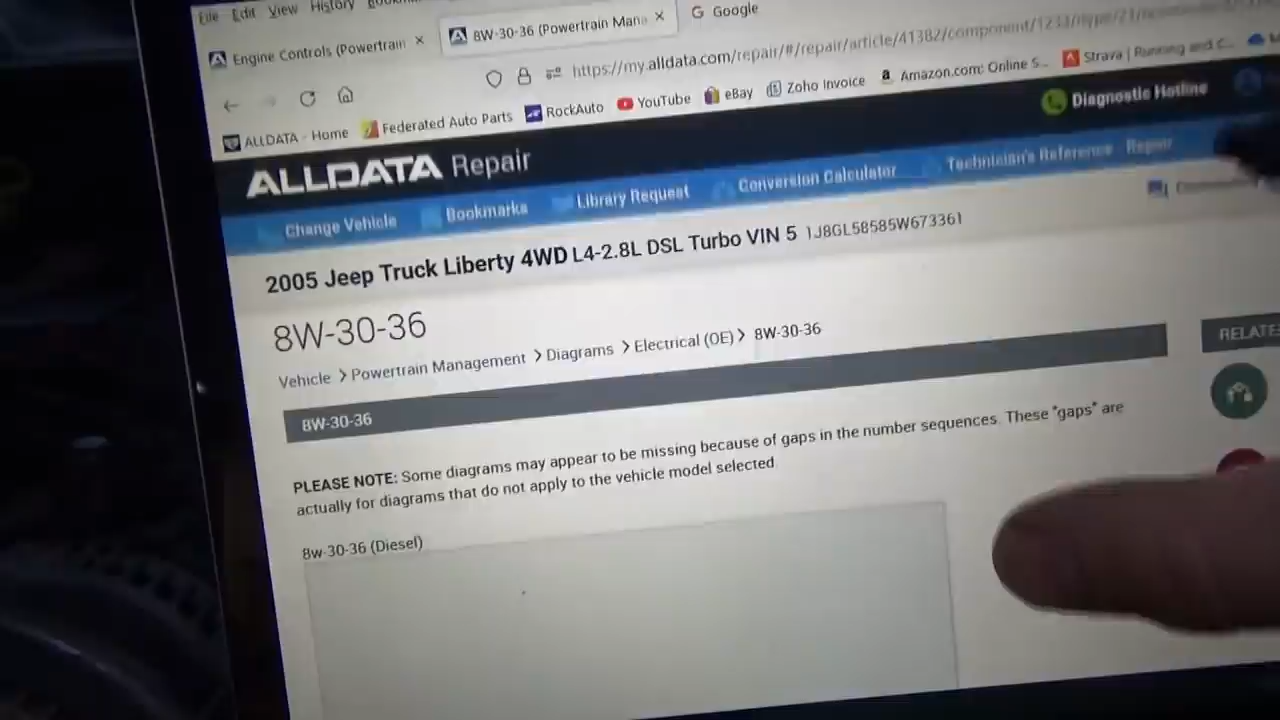 File Edit View History
Engine Controls (Powertrain × 8W-30-36 (Powertrain Mana × G Google
https://my.alldata.com/repair/#/repair/article/41382/component/1233/
ALLDATA - Home Federated Auto Parts RockAuto YouTube eBay Zoho Invoice a Amazon.com: Online S... Strava | Running and C...
Diagnostic Hotline
ALLDATA Repair
Change Vehicle Bookmarks Library Request Conversion Calculator Technician's Reference Repair
2005 Jeep Truck Liberty 4WD L4-2.8L DSL Turbo VIN 5 1J8GL58585W673361
8W-30-36
Vehicle > Powertrain Management > Diagrams > Electrical (OE) > 8W-30-36
RELATE
8W-30-36
PLEASE NOTE: Some diagrams may appear to be missing because of gaps in the number sequences. These "gaps" are
actually for diagrams that do not apply to the vehicle model selected
8w-30-36 (Diesel)